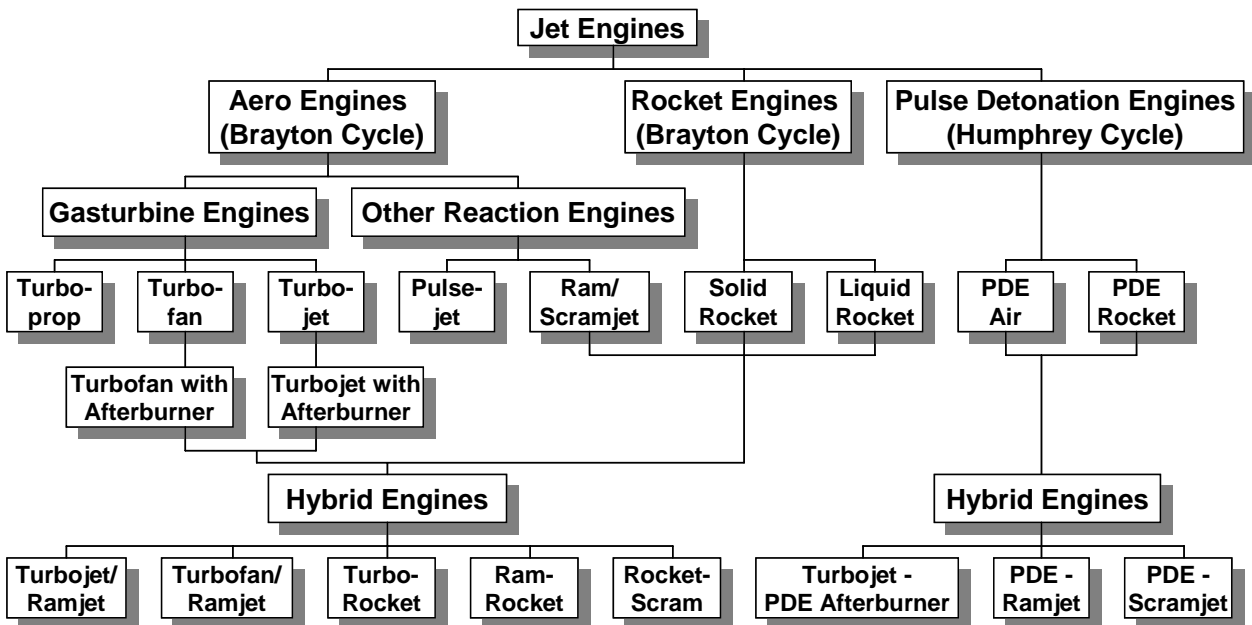 Jet Engines
Aero Engines
(Brayton Cycle)
Rocket Engines
(Brayton Cycle)
Pulse Detonation Engines
(Humphrey Cycle)
Gasturbine Engines
Other Reaction Engines
Turbo-
prop
Turbo-
fan
Turbo-
jet
Pulse-
jet
Ram/
Scramjet
Solid
Rocket
Liquid
Rocket
PDE
Air
PDE
Rocket
Turbofan with
Afterburner
Turbojet with
Afterburner
Hybrid Engines
Hybrid Engines
Turbojet/
Ramjet
Turbofan/
Ramjet
Turbo-
Rocket
Ram-
Rocket
Rocket-
Scram
Turbojet -
PDE Afterburner
PDE -
Ramjet
PDE -
Scramjet